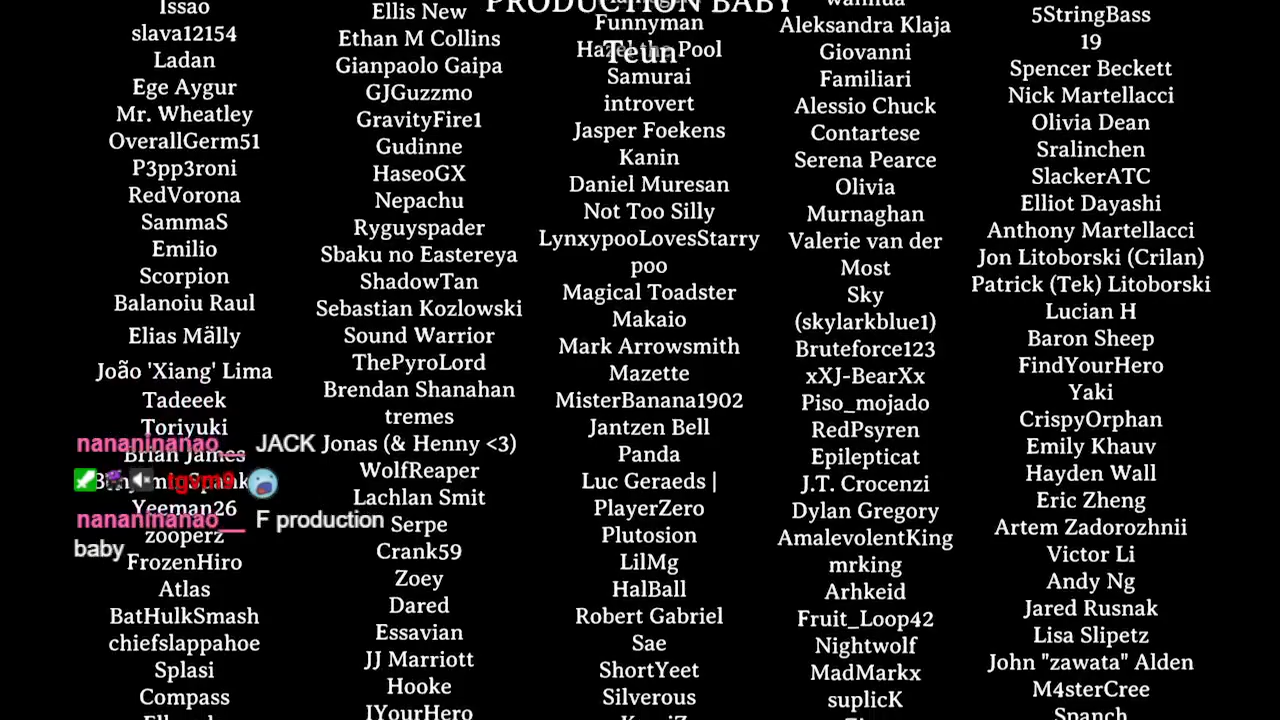 PRODUCTION BABY
Teun
Issao
slava12154
Ladan
Ege Aygur
Mr. Wheatley
OverallGerm51
P3pp3roni
RedVorona
SammaS
Emilio
Scorpion
Balanoiu Raul
Elias Mälly
João 'Xiang' Lima
Tadeeek
Toriyuki
Brian James
Yeeman26
zooperz
FrozenHiro
Atlas
BatHulkSmash
chiefslappahoe
Splasi
Compass
Ellis New
Ethan M Collins
Gianpaolo Gaipa
GJGuzzmo
GravityFire1
Gudinne
HaseoGX
Nepachu
Ryguyspader
Sbaku no Eastereya
ShadowTan
Sebastian Kozlowski
Sound Warrior
ThePyroLord
Brendan Shanahan
tremes
Jonas (& Henny <3)
WolfReaper
Lachlan Smit
Serpe
Crank59
Zoey
Dared
Essavian
JJ Marriott
Hooke
IYourHero
Funnyman
Hazel the Pool
Samurai
introvert
Jasper Foekens
Kanin
Daniel Muresan
Not Too Silly
LynxypooLovesStarry
poo
Magical Toadster
Makaio
Mark Arrowsmith
Mazette
MisterBanana1902
Jantzen Bell
Panda
Luc Geraeds |
PlayerZero
Plutosion
LilMg
HalBall
Robert Gabriel
Sae
ShortYeet
Silverous
Aleksandra Klaja
Giovanni
Familiari
Alessio Chuck
Contartese
Serena Pearce
Olivia
Murnaghan
Valerie van der
Most
Sky
(skylarkblue1)
Bruteforce123
xXJ-BearXx
Piso_mojado
RedPsyren
Epilepticat
J.T. Crocenzi
Dylan Gregory
AmalevolentKing
mrking
Arhkeid
Fruit_Loop42
Nightwolf
MadMarkx
suplicK
5StringBass
19
Spencer Beckett
Nick Martellacci
Olivia Dean
Sralinchen
SlackerATC
Elliot Dayashi
Anthony Martellacci
Jon Litoborski (Crilan)
Patrick (Tek) Litoborski
Lucian H
Baron Sheep
FindYourHero
Yaki
CrispyOrphan
Emily Khauv
Hayden Wall
Eric Zheng
Artem Zadorozhnii
Victor Li
Andy Ng
Jared Rusnak
Lisa Slipetz
John "zawata" Alden
M4sterCree
Spanch
nananinanao__ JACK
tgvm9
nananinanao__ F production
baby